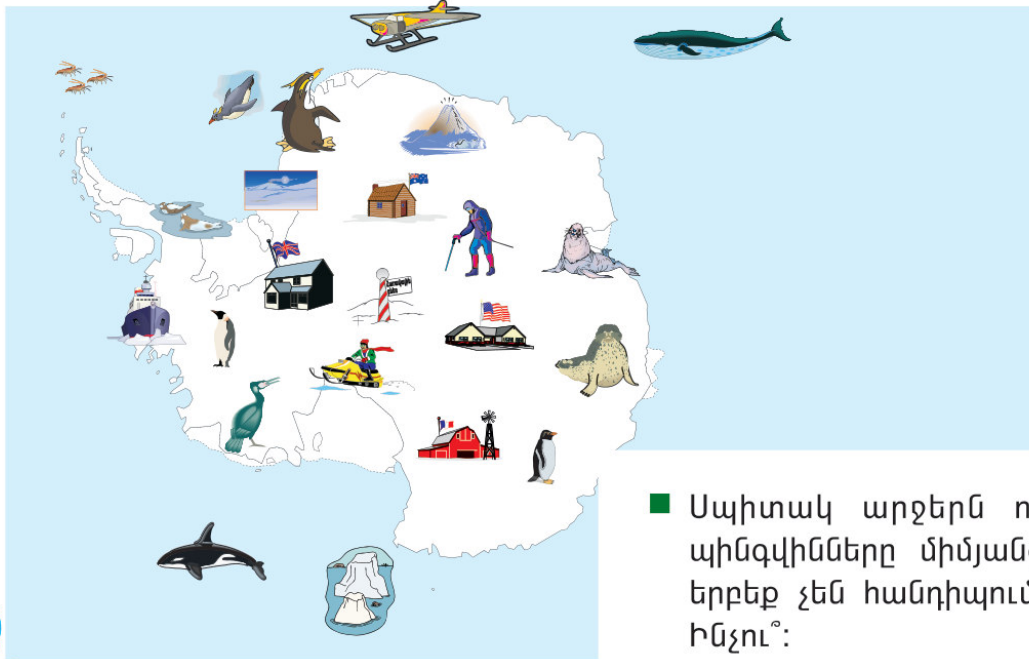 Սպիտակ արջերն ո
պինգվինները միմյանց
երբեք չեն հանդիպում
Ինչու՞: